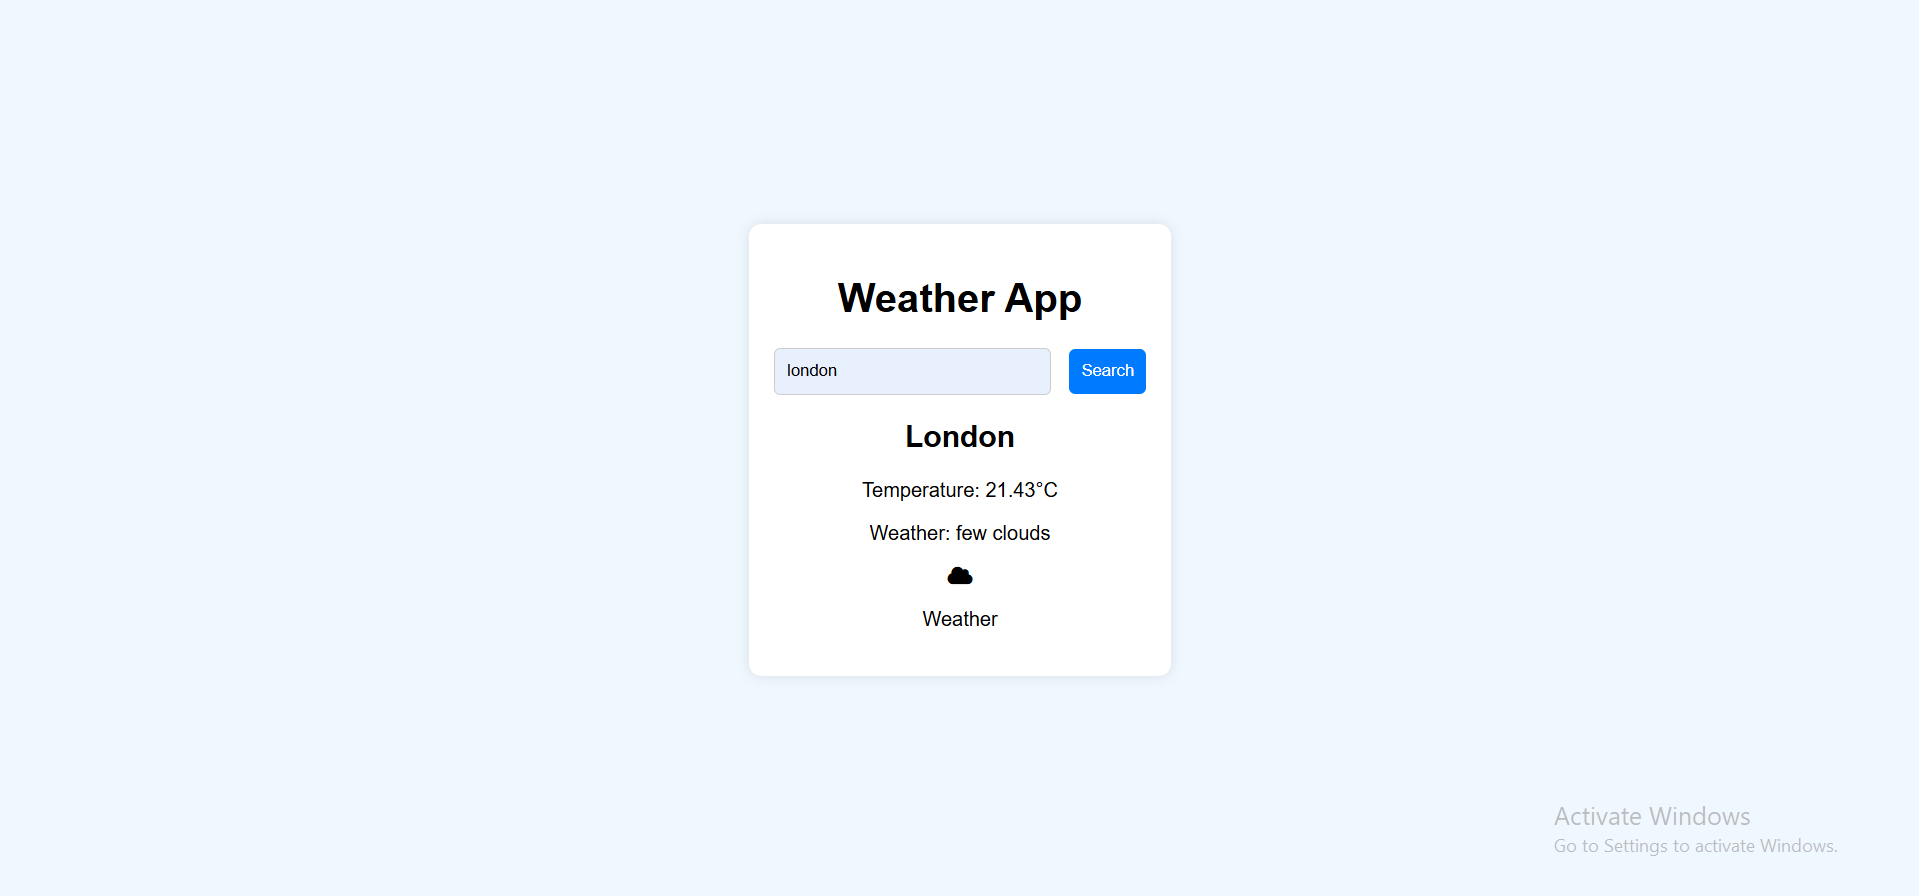 Weather App
london
Search
London
Temperature: 21.43°C
Weather: few clouds
Weather
Activate Windows
Go to Settings to activate Windows.